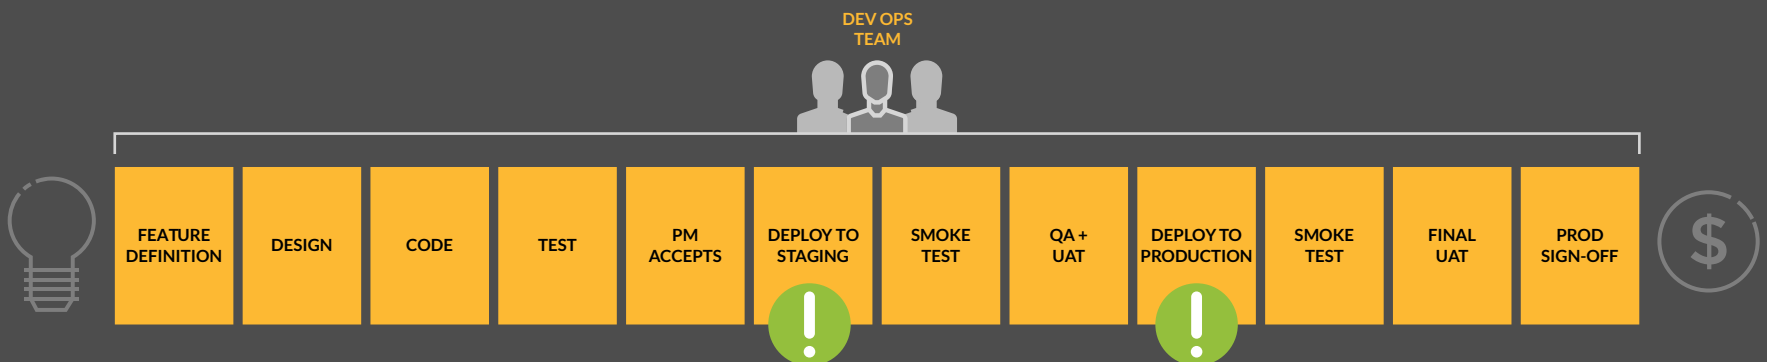 DEV OPS
TEAM
FEATURE
DEFINITION
DESIGN
CODE
TEST
PM
ACCEPTS
DEPLOY TO
STAGING
SMOKE
TEST
QA +
UAT
DEPLOY TO
PRODUCTION
SMOKE
TEST
FINAL
UAT
PROD
SIGN-OFF
!
!
$